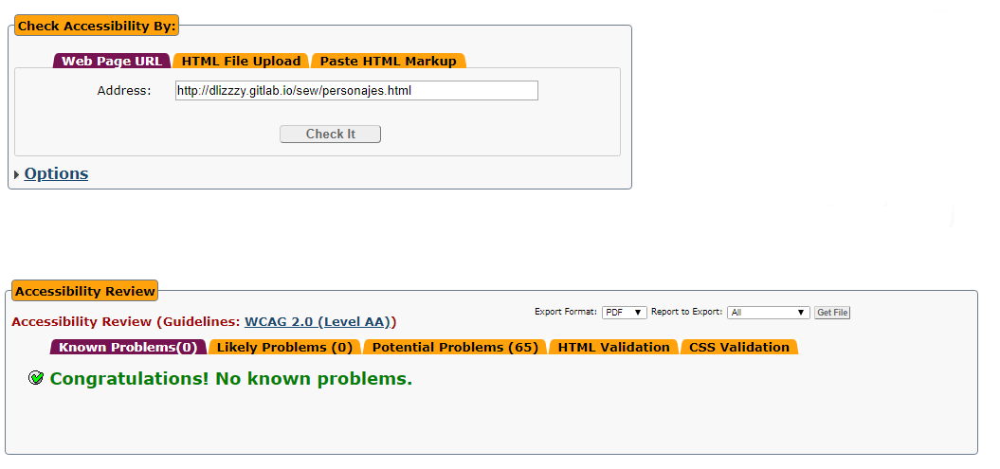 Check Accessibility By:
Web Page URL HTML File Upload Paste HTML Markup
Address: http://dlizzzy.gitlab.io/sew/personajes.html
Check It
Options
Accessibility Review
Export Format: PDF Report to Export: All Get File
Accessibility Review (Guidelines: WCAG 2.0 (Level AA))
Known Problems(0) Likely Problems (0) Potential Problems (65) HTML Validation CSS Validation
Congratulations! No known problems.